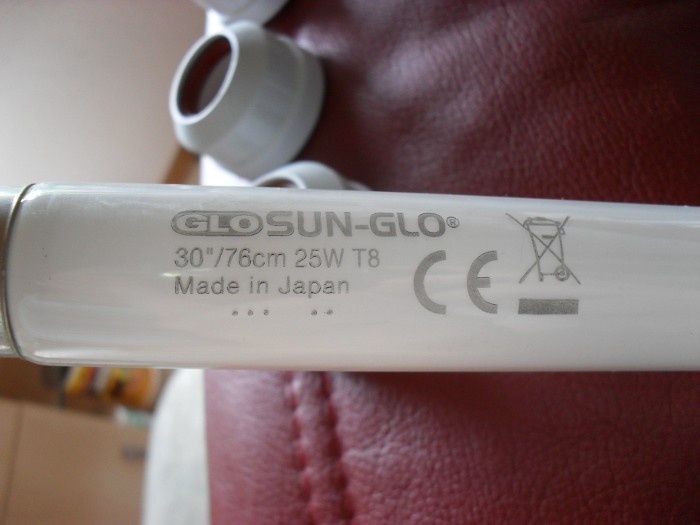 GLO SUN-GLO®
30"/76cm 25W T8
Made in Japan
CE